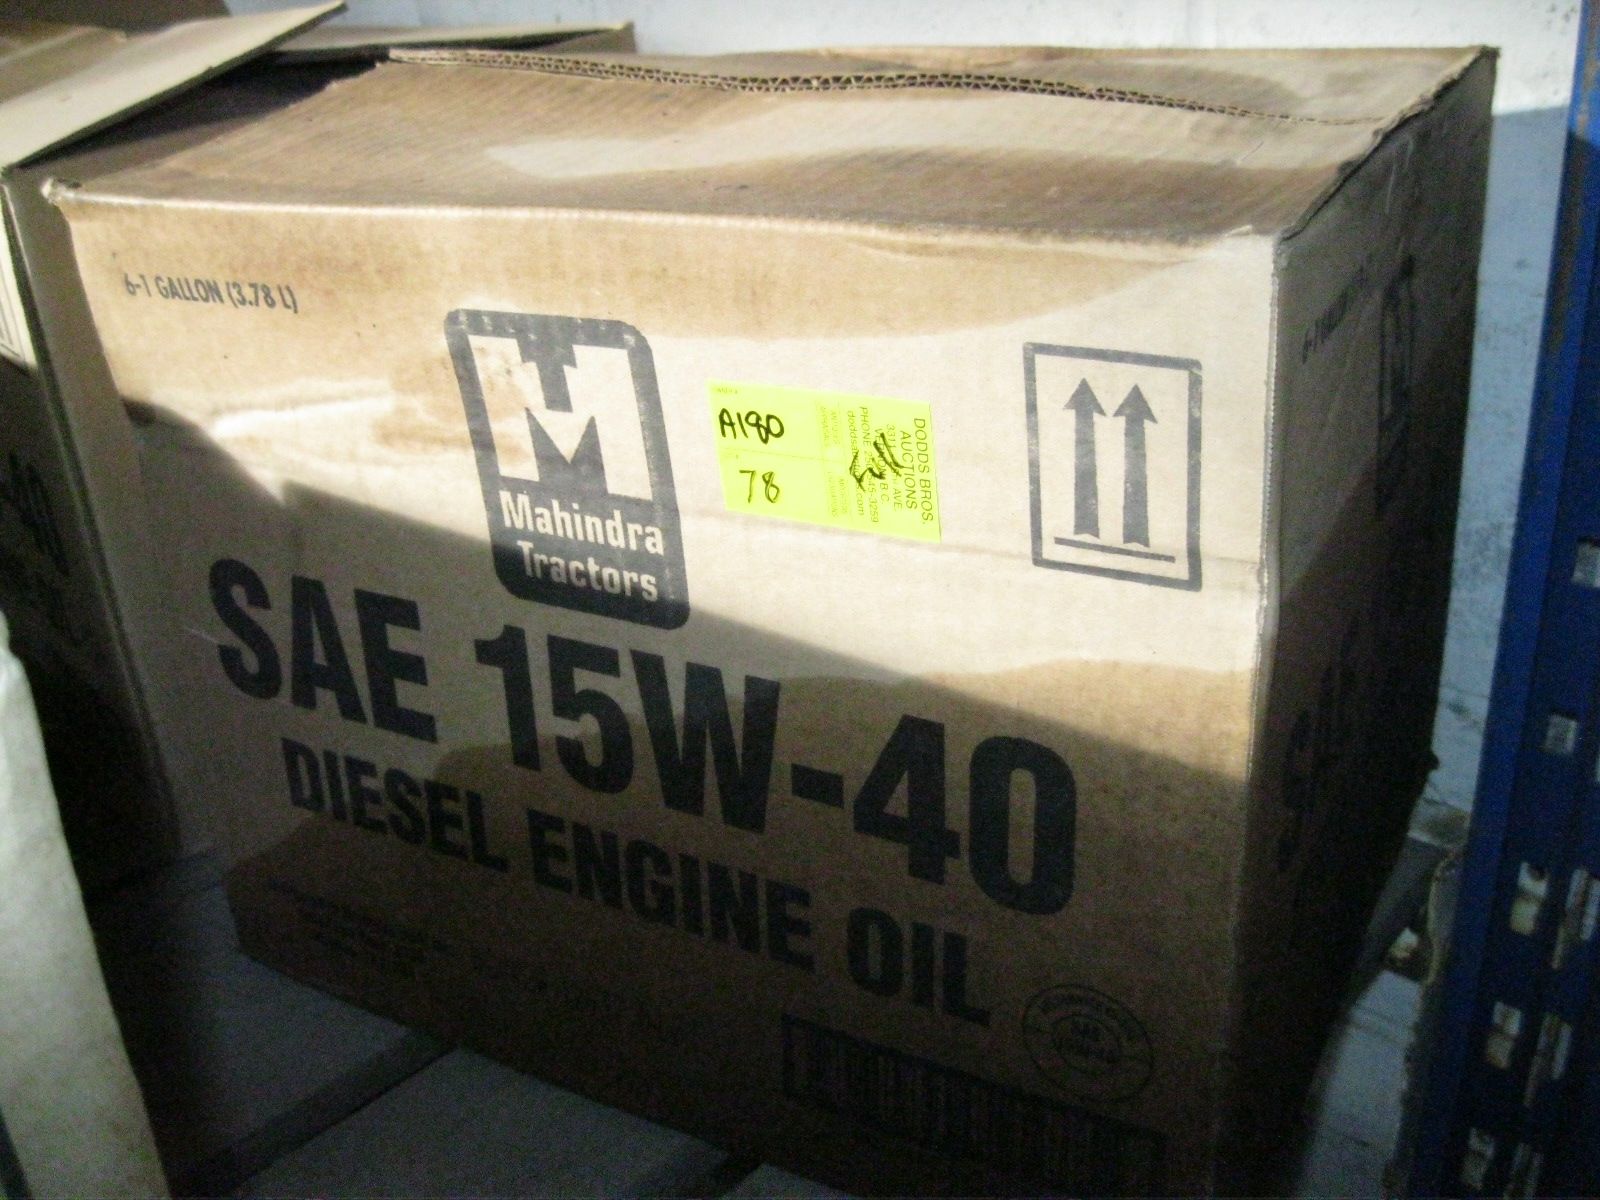 6-1 GALLON (3.78 L)
Mahindra
Tractors
A180
78
DODDS BROS.
AUCTIONS
SAE 15W-40
DIESEL ENGINE OIL